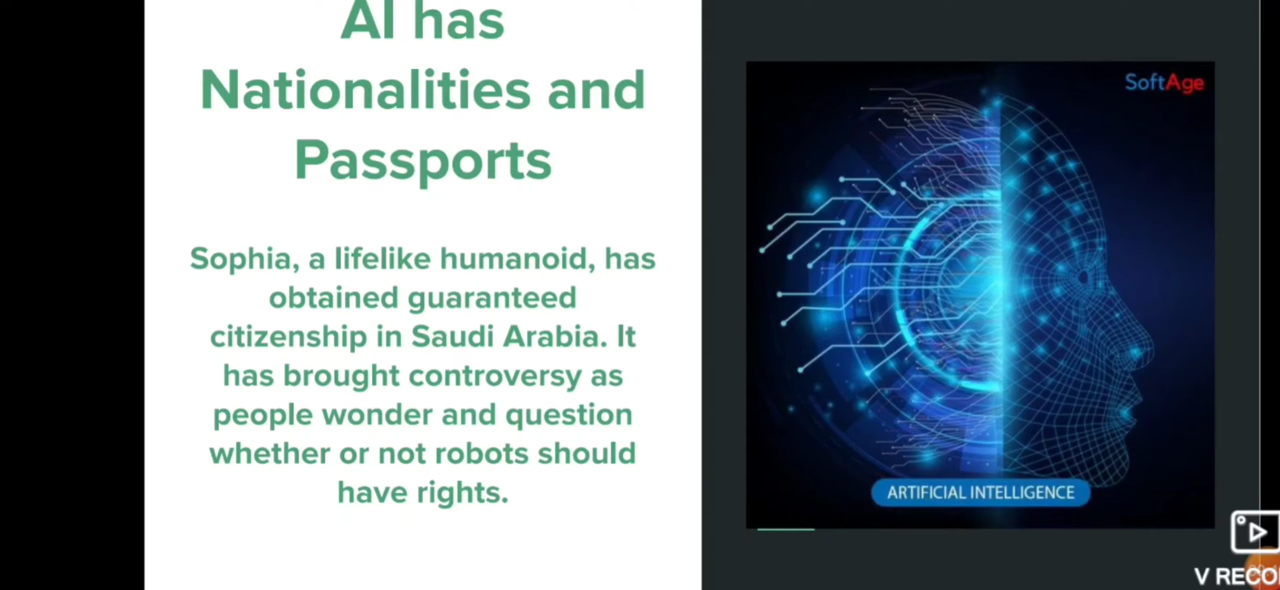 AI has
Nationalities and
Passports
Sophia, a lifelike humanoid, has
obtained guaranteed
citizenship in Saudi Arabia. It
has brought controversy as
people wonder and question
whether or not robots should
have rights.
SoftAge
ARTIFICIAL INTELLIGENCE
V RECO